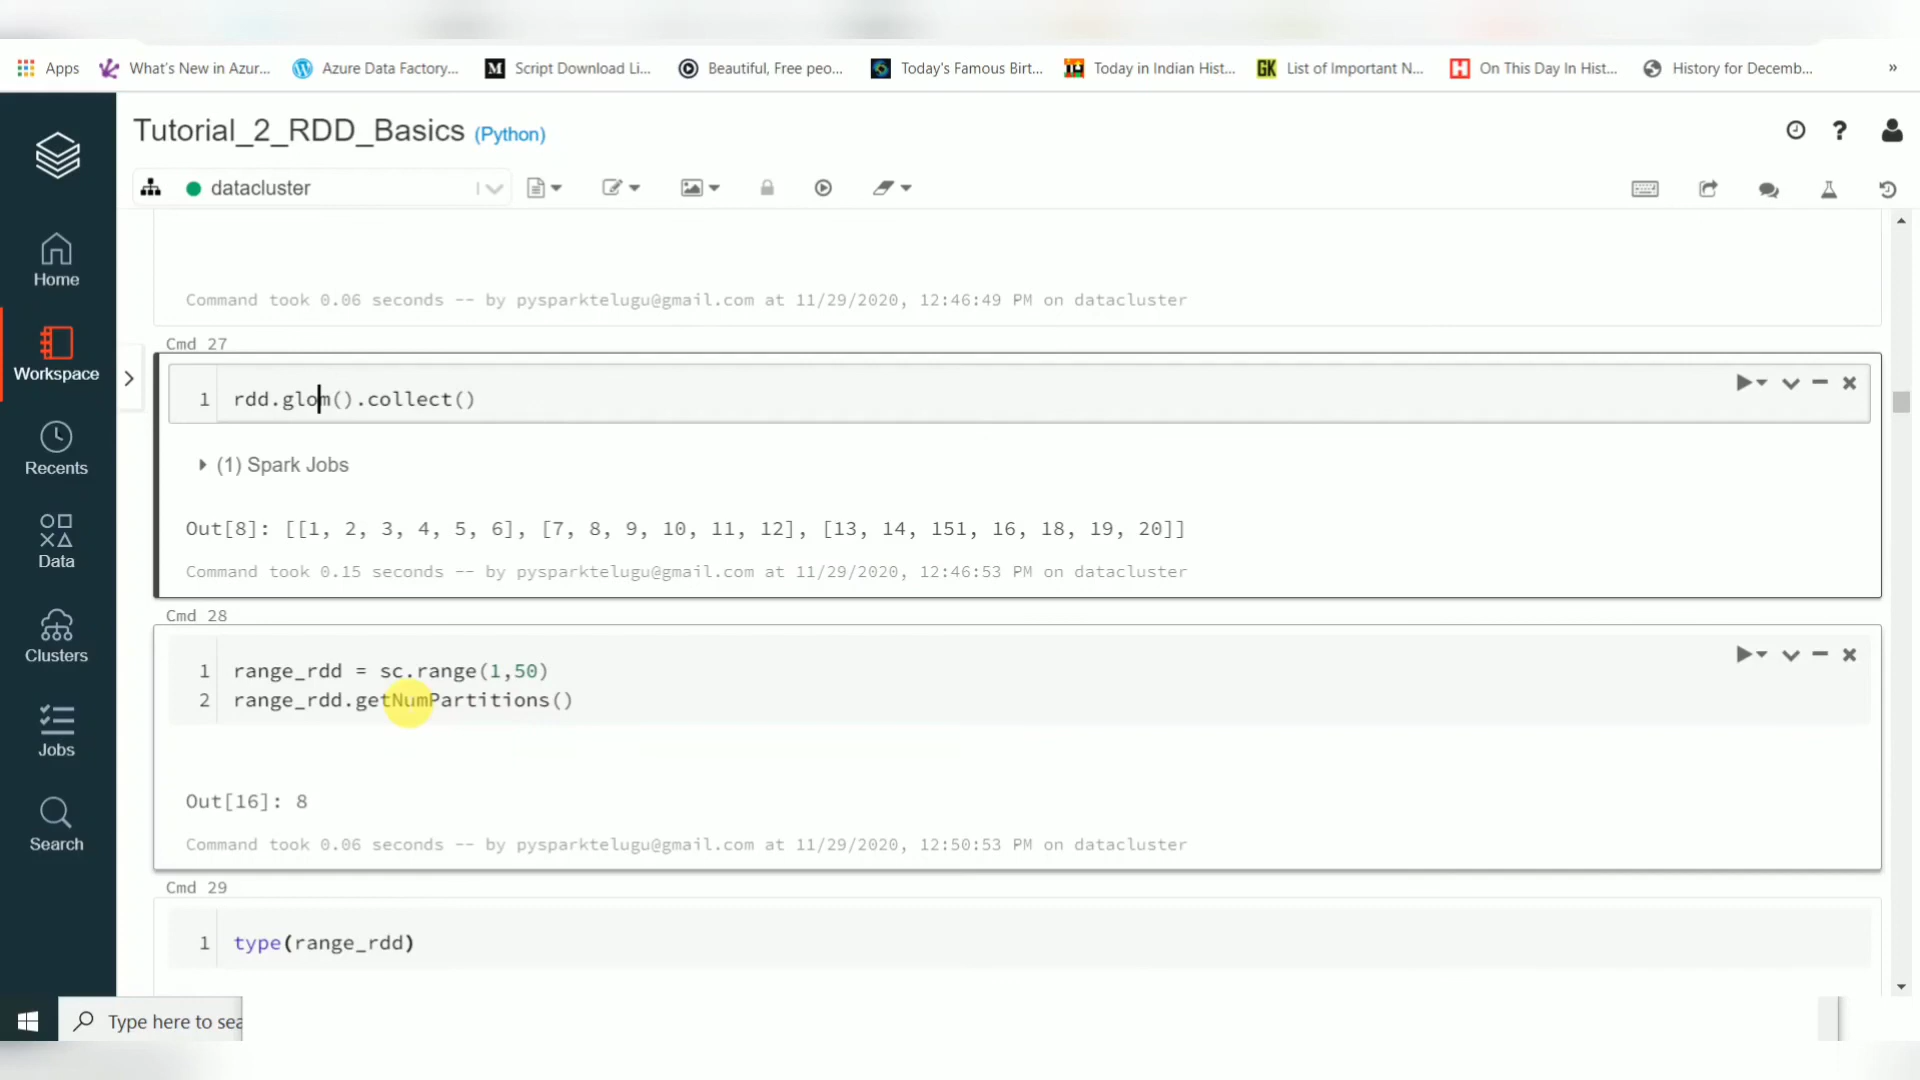 Apps What's New in Azur... Azure Data Factory... M Script Download Li... Beautiful, Free peo... Today's Famous Birt... Today in Indian Hist... GK List of Important N... H On This Day In Hist... History for Decemb... »
Tutorial_2_RDD_Basics (Python)
datacluster
Home
Workspace
Recents
Data
Clusters
Jobs
Search
Command took 0.06 seconds -- by pysparktelugu@gmail.com at 11/29/2020, 12:46:49 PM on datacluster
Cmd 27
1 rdd.glom().collect()
(1) Spark Jobs
Out[8]: [[1, 2, 3, 4, 5, 6], [7, 8, 9, 10, 11, 12], [13, 14, 151, 16, 18, 19, 20]]
Command took 0.15 seconds -- by pysparktelugu@gmail.com at 11/29/2020, 12:46:53 PM on datacluster
Cmd 28
1 range_rdd = sc.range(1,50)
2 range_rdd.getNumPartitions()
Out[16]: 8
Command took 0.06 seconds -- by pysparktelugu@gmail.com at 11/29/2020, 12:50:53 PM on datacluster
Cmd 29
1 type(range_rdd)
Type here to sea